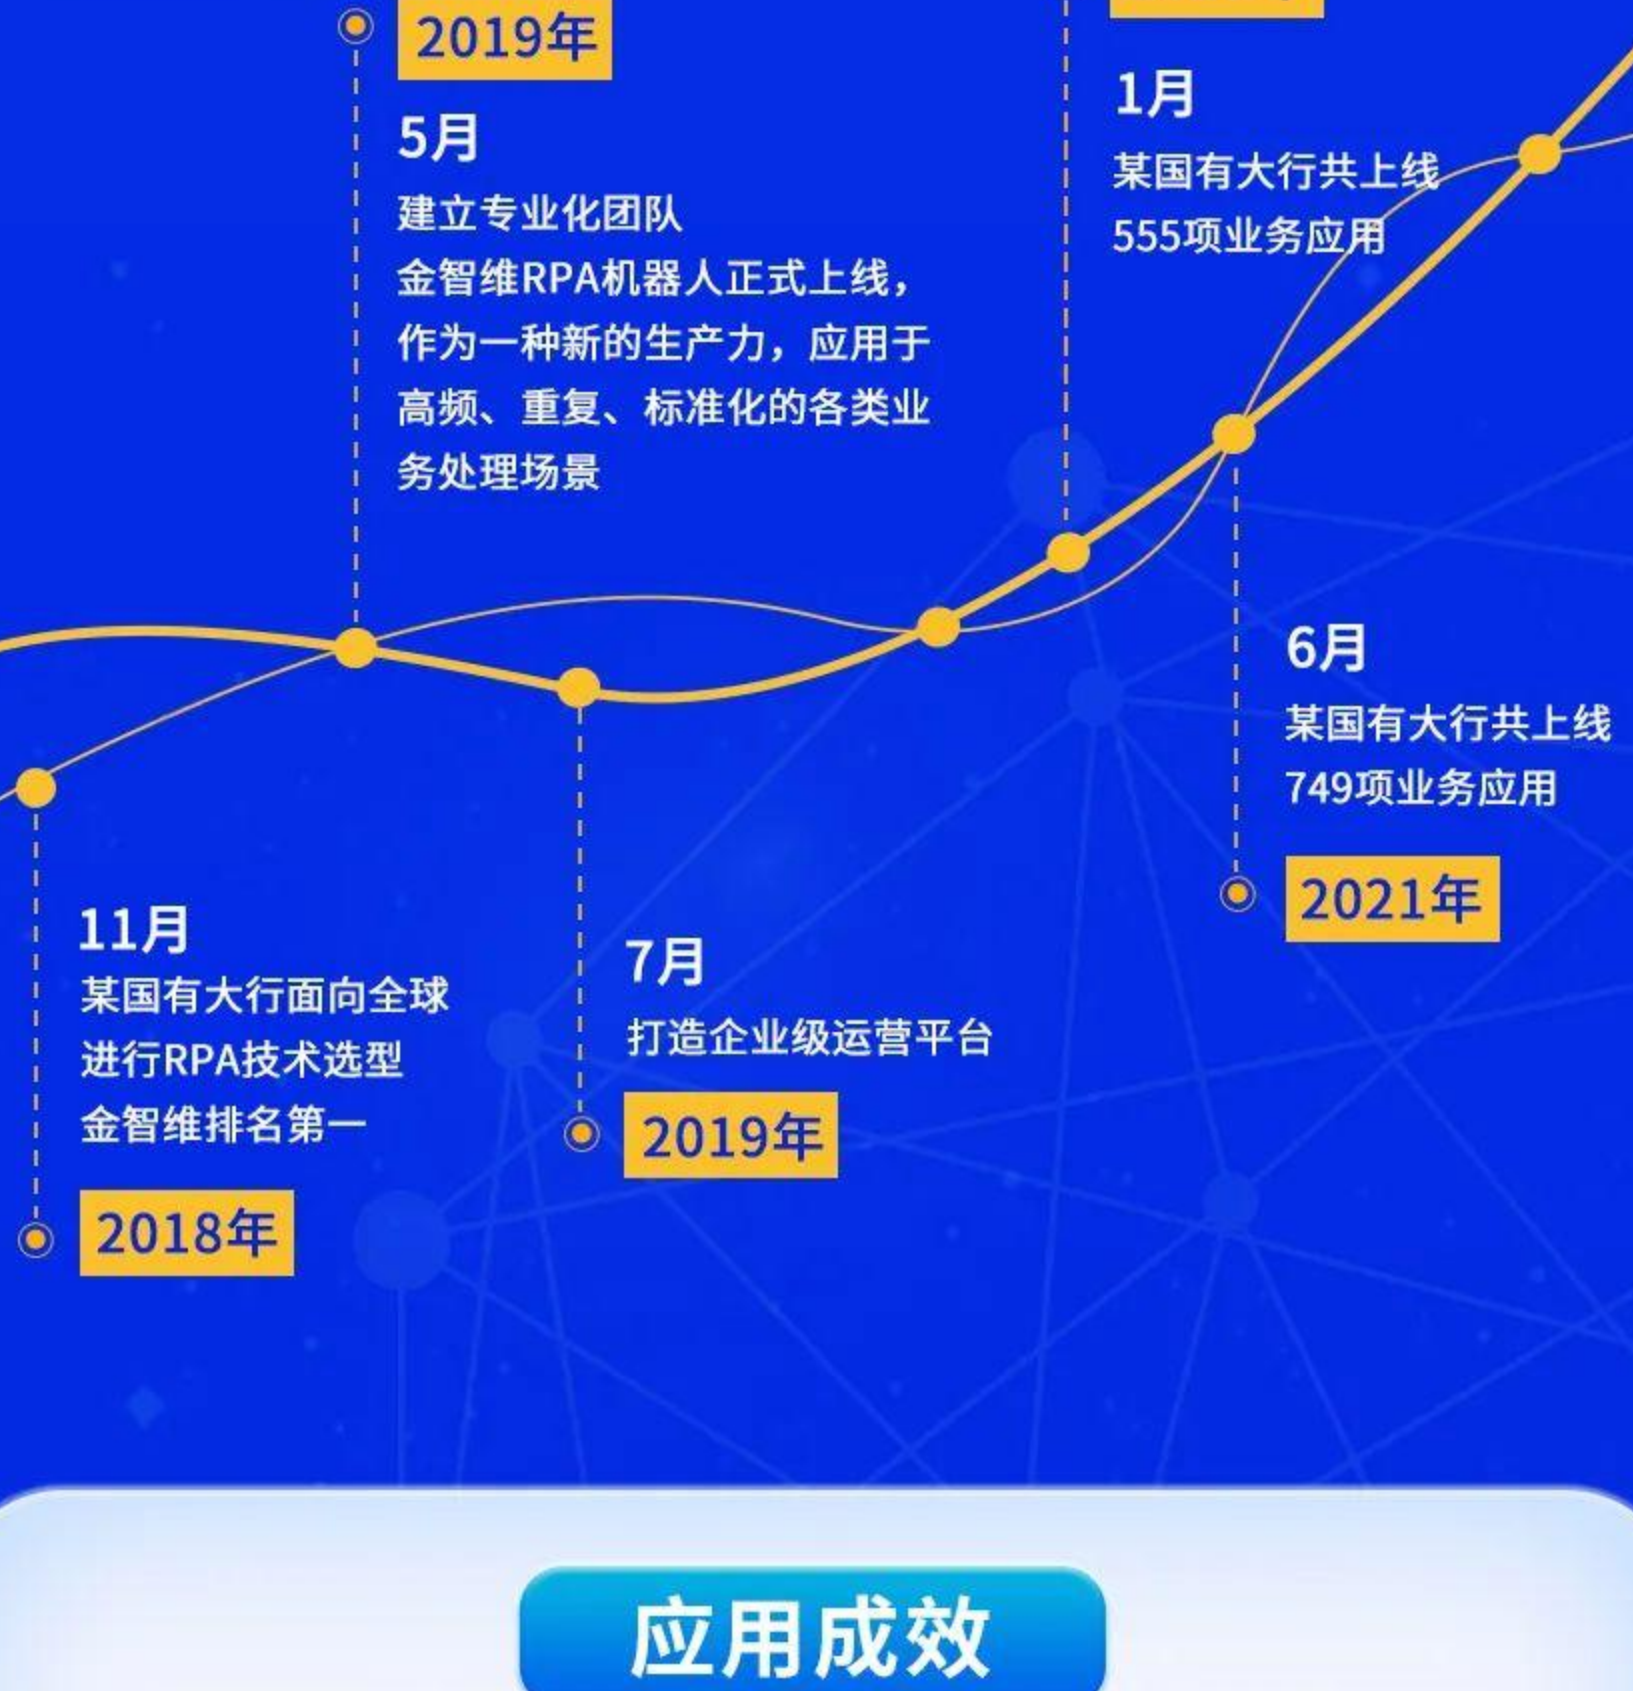 2019年
5月
建立专业化团队
金智维RPA机器人正式上线，
作为一种新的生产力，应用于
高频、重复、标准化的各类业
务处理场景
1月
某国有大行共上线
555项业务应用
6月
某国有大行共上线
749项业务应用
2021年
11月
某国有大行面向全球
进行RPA技术选型
金智维排名第一
2018年
7月
打造企业级运营平台
2019年
应用成效